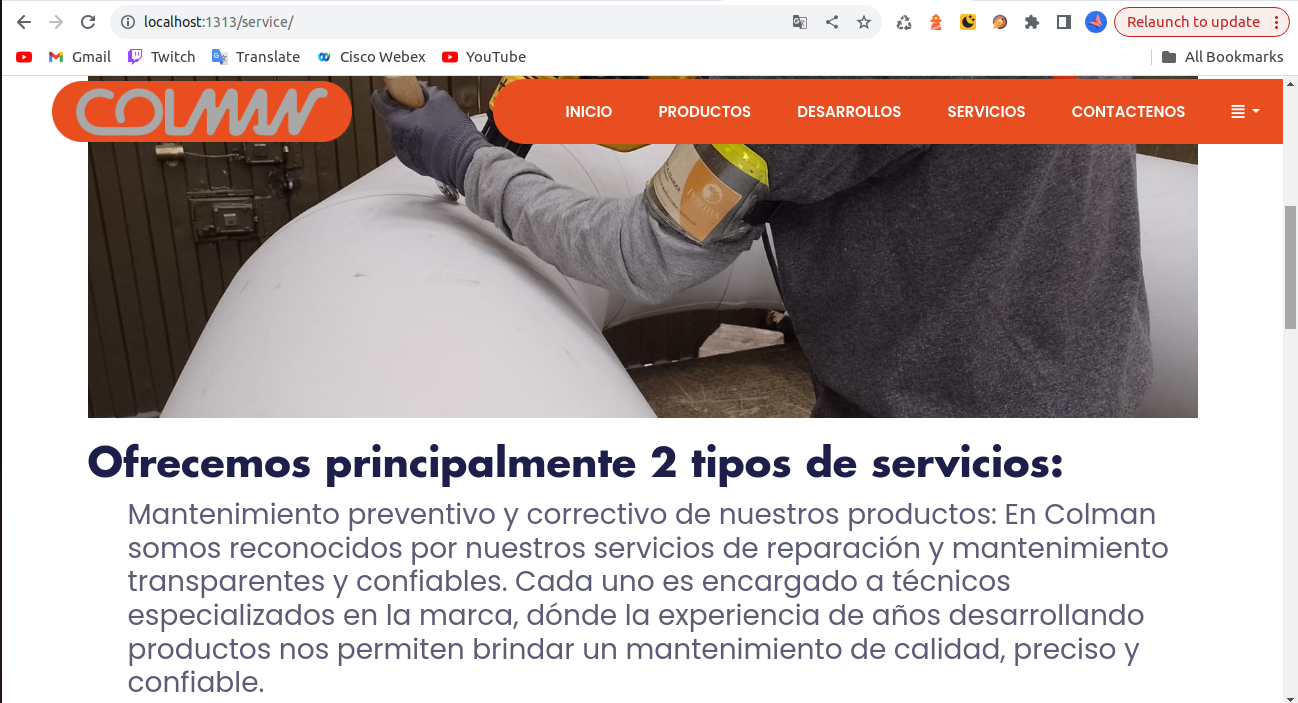 localhost:1313/service/
Relaunch to update
Gmail Twitch Translate Cisco Webex YouTube All Bookmarks
COLMAN INICIO PRODUCTOS DESARROLLOS SERVICIOS CONTACTENOS
POSITIVA
Ofrecemos principalmente 2 tipos de servicios:
Mantenimiento preventivo y correctivo de nuestros productos: En Colman
somos reconocidos por nuestros servicios de reparación y mantenimiento
transparentes y confiables. Cada uno es encargado a técnicos
especializados en la marca, dónde la experiencia de años desarrollando
productos nos permiten brindar un mantenimiento de calidad, preciso y
confiable.